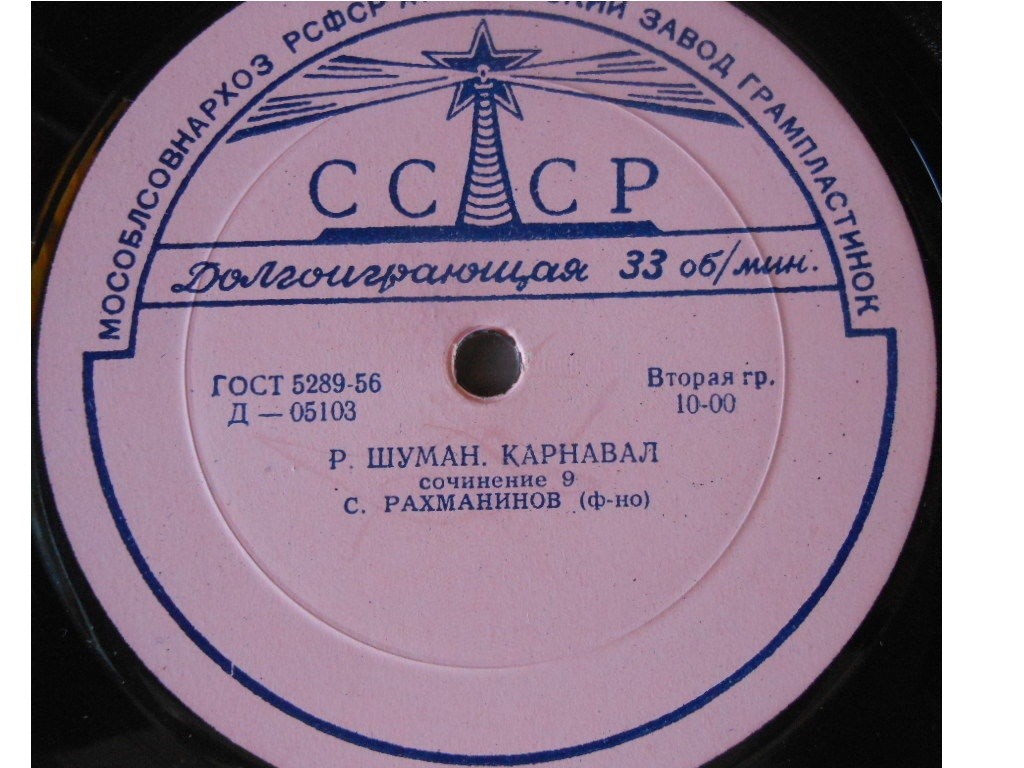 МОСОБЛСОВНАРХОЗ РСФСР ЗАВОД ГРАМПЛАСТИНОК
СССР
Долгоиграющая 33 об/мин.
ГОСТ 5289-56
Д — 05103
Вторая гр.
10-00
Р. ШУМАН. КАРНАВАЛ
сочинение 9
С. РАХМАНИНОВ (ф-но)